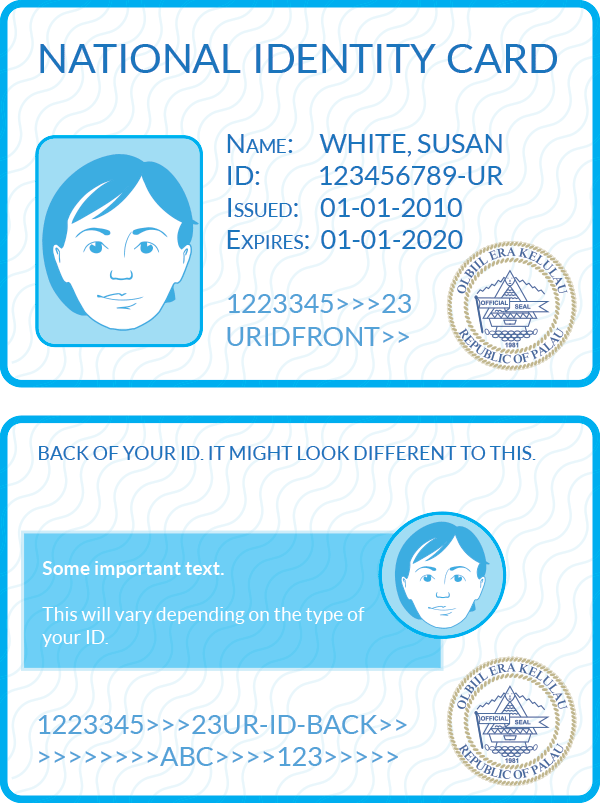 NATIONAL IDENTITY CARD
NAME: WHITE, SUSAN
ID: 123456789-UR
ISSUED: 01-01-2010
EXPIRES: 01-01-2020
1223345>>>23
URIDFRONT>>
OLBIIL ERA KELULAU
OFFICIAL SEAL
1981
REPUBLIC OF PALAU
BACK OF YOUR ID. IT MIGHT LOOK DIFFERENT TO THIS.
Some important text.
This will vary depending on the type of
your ID.
1223345>>>23UR-ID-BACK>>
>>>>>>>>ABC>>>>123>>>>>
OLBIIL ERA KELULAU
OFFICIAL SEAL
1981
REPUBLIC OF PALAU